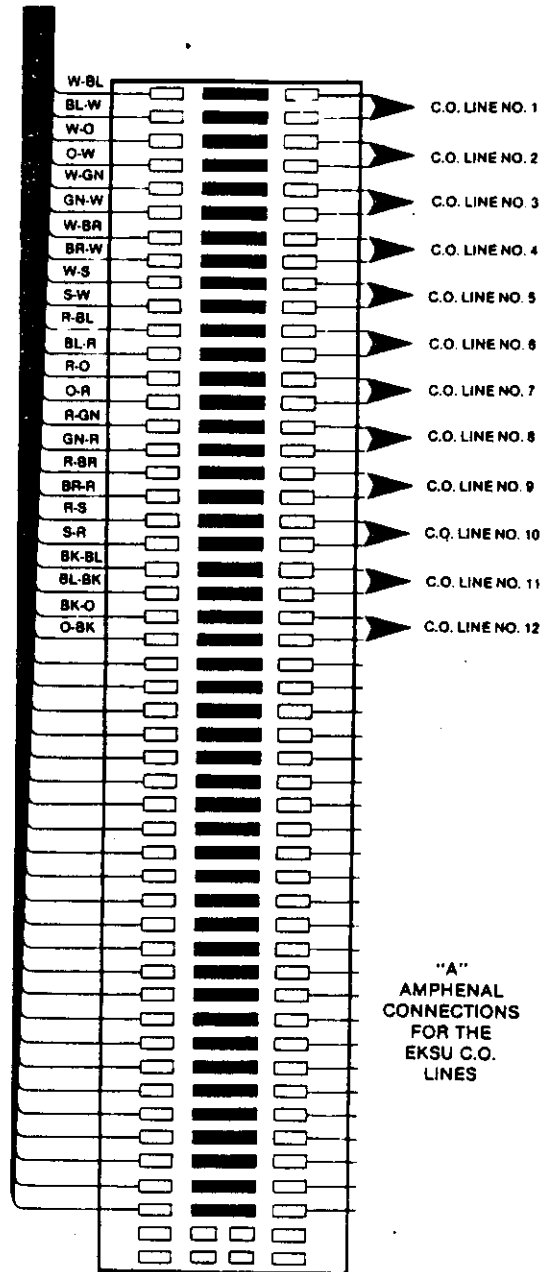 W-BL
BL-W
C.O. LINE NO. 1
W-O
O-W
C.O. LINE NO. 2
W-GN
GN-W
C.O. LINE NO. 3
W-BR
BR-W
C.O. LINE NO. 4
W-S
S-W
C.O. LINE NO. 5
R-BL
BL-R
C.O. LINE NO. 6
R-O
O-R
C.O. LINE NO. 7
R-GN
GN-R
C.O. LINE NO. 8
R-BR
BR-R
C.O. LINE NO. 9
R-S
S-R
C.O. LINE NO. 10
BK-BL
BL-BK
C.O. LINE NO. 11
BK-O
O-BK
C.O. LINE NO. 12
"A"
AMPHENAL
CONNECTIONS
FOR THE
EKSU C.O.
LINES